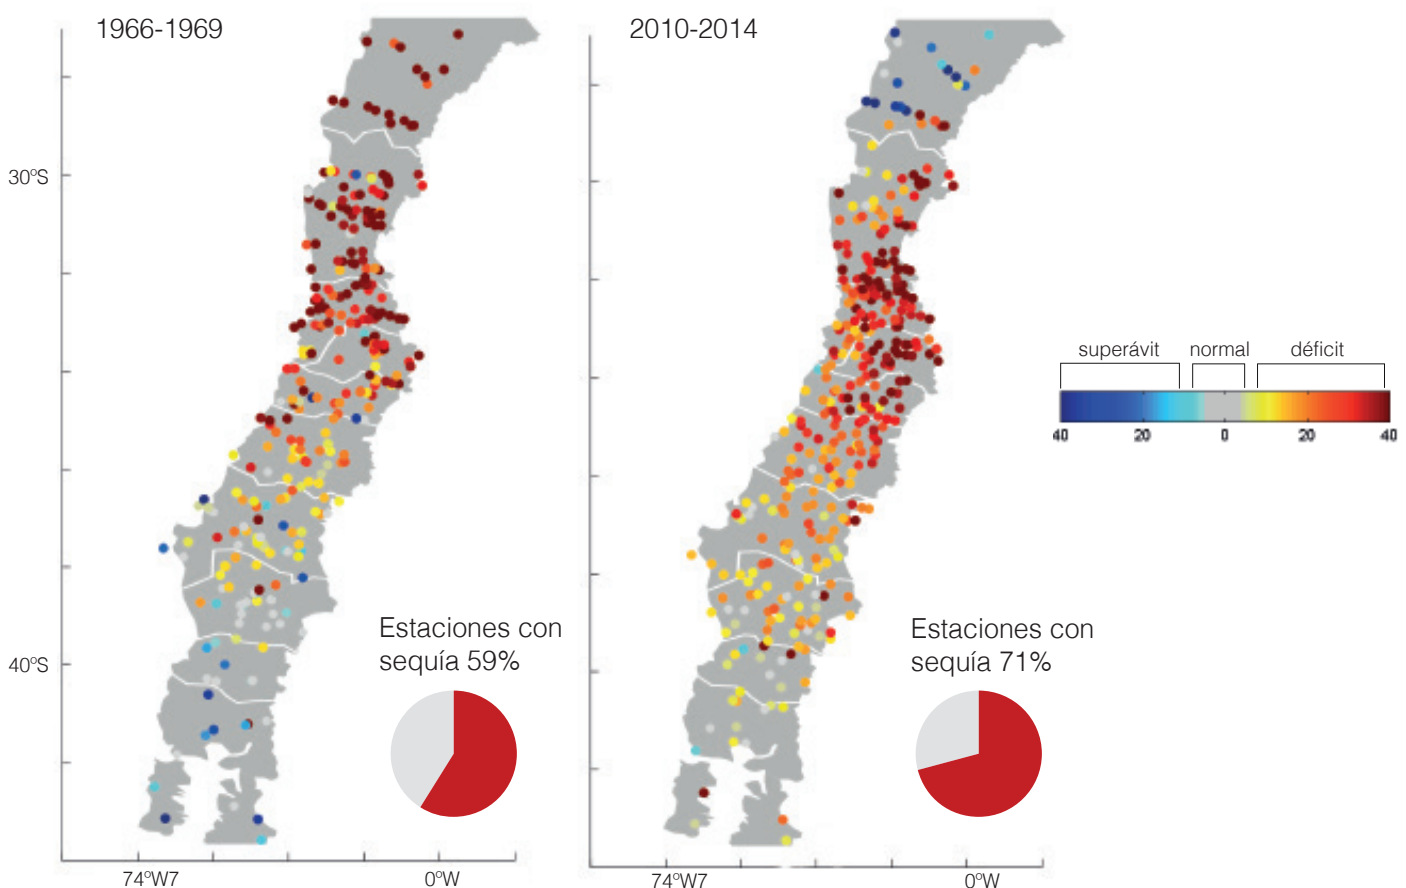 1966-1969
2010-2014
30ºS
40ºS
74ºW7
0ºW
Estaciones con
sequía 59%
74ºW7
0ºW
Estaciones con
sequía 71%
superávit normal déficit
40 20 0 20 40